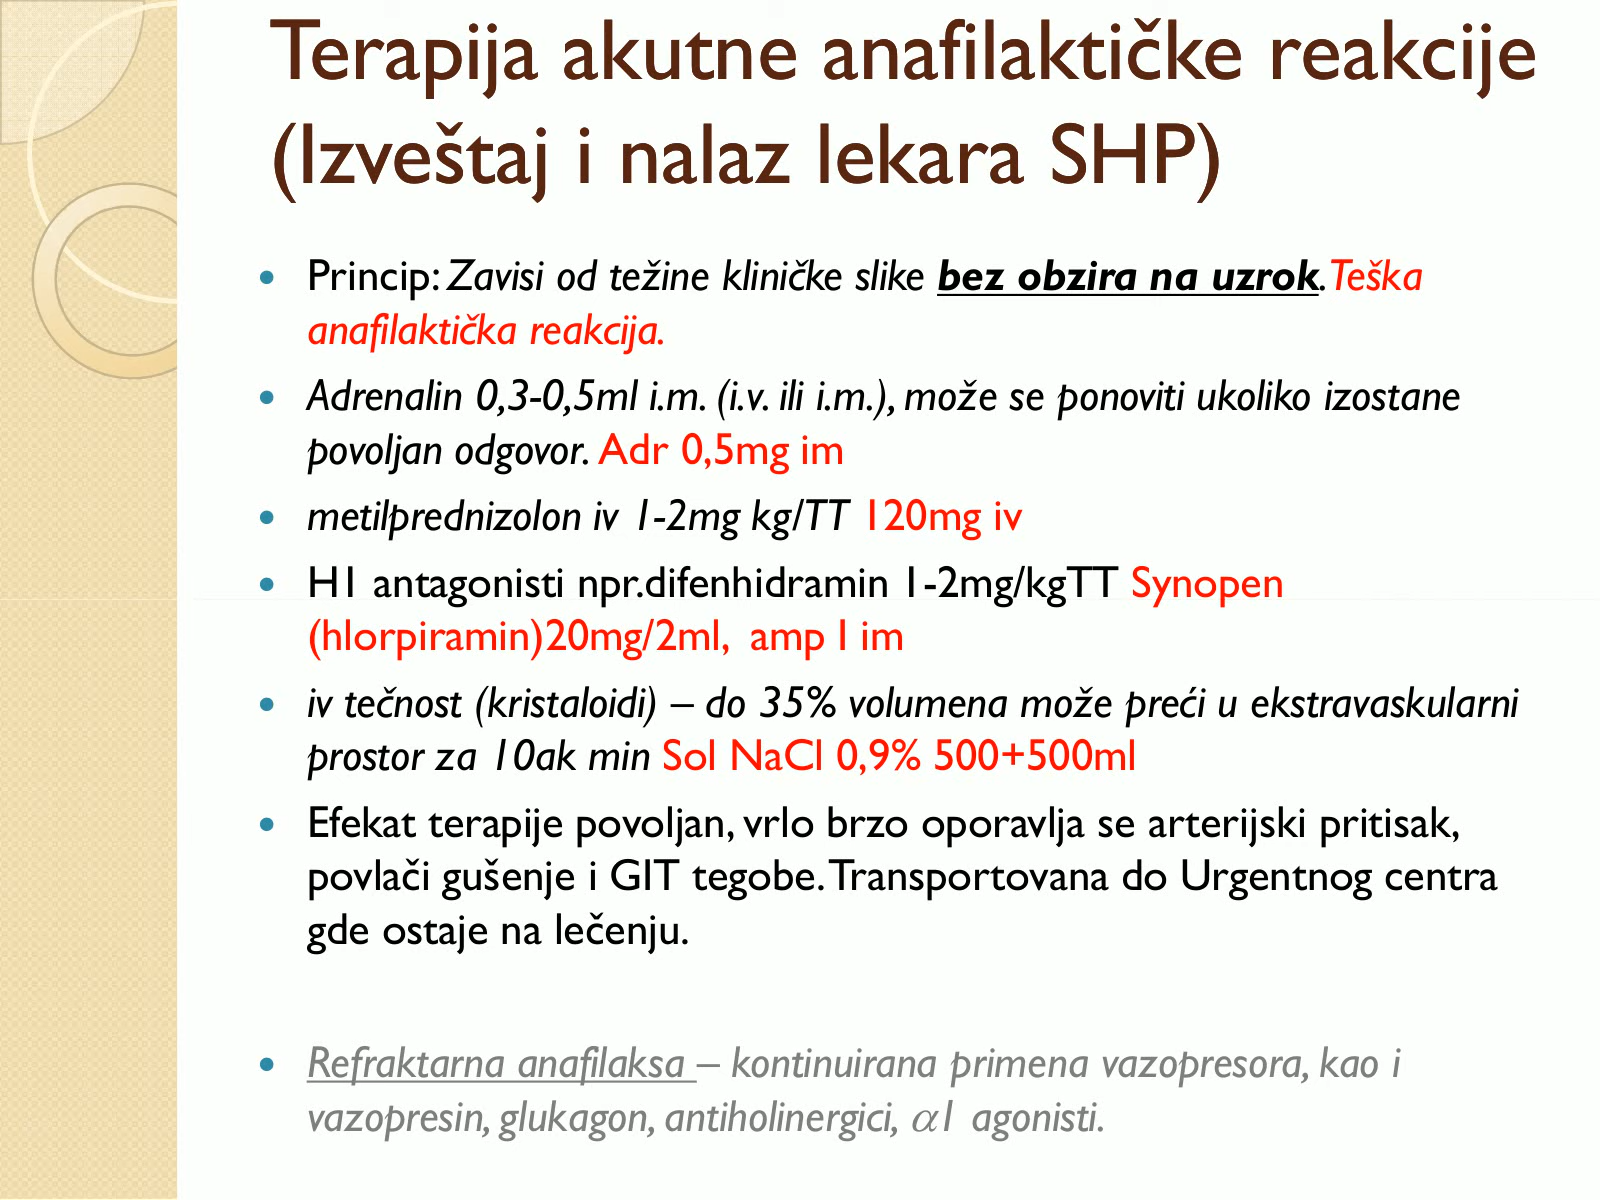 Terapija akutne anafilaktičke reakcije
(Izveštaj i nalaz lekara SHP)
• Princip: Zavisi od težine kliničke slike bez obzira na uzrok. Teška
anafilaktička reakcija.
• Adrenalin 0,3-0,5ml i.m. (i.v. ili i.m.), može se ponoviti ukoliko izostane
povoljan odgovor. Adr 0,5mg im
• metilprednizolon iv 1-2mg kg/TT 120mg iv
• H1 antagonisti npr.difenhidramin 1-2mg/kgTT Synopen
(hlorpiramin)20mg/2ml, amp I im
• iv tečnost (kristaloidi) – do 35% volumena može preći u ekstravaskularni
prostor za 10ak min Sol NaCl 0,9% 500+500ml
• Efekat terapije povoljan, vrlo brzo oporavlja se arterijski pritisak,
povlači gušenje i GIT tegobe. Transportovana do Urgentnog centra
gde ostaje na lečenju.
• Refraktarna anafilaksa – kontinuirana primena vazopresora, kao i
vazopresin, glukagon, antiholinergici, α1 agonisti.